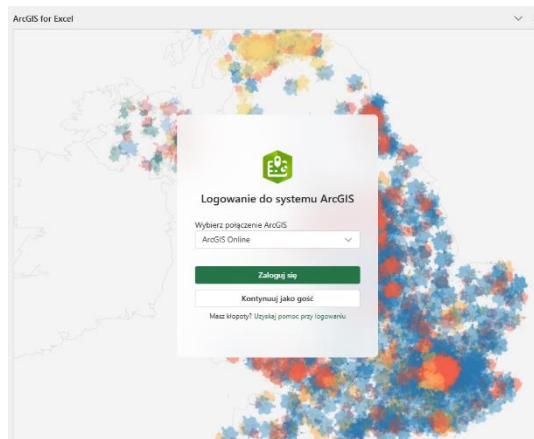 ArcGIS for Excel
Logowanie do systemu ArcGIS
Wybierz połączenie ArcGIS
ArcGIS Online
Zaloguj się
Kontynuuj jako gość
Masz kłopoty? Uzyskaj pomoc przy logowaniu